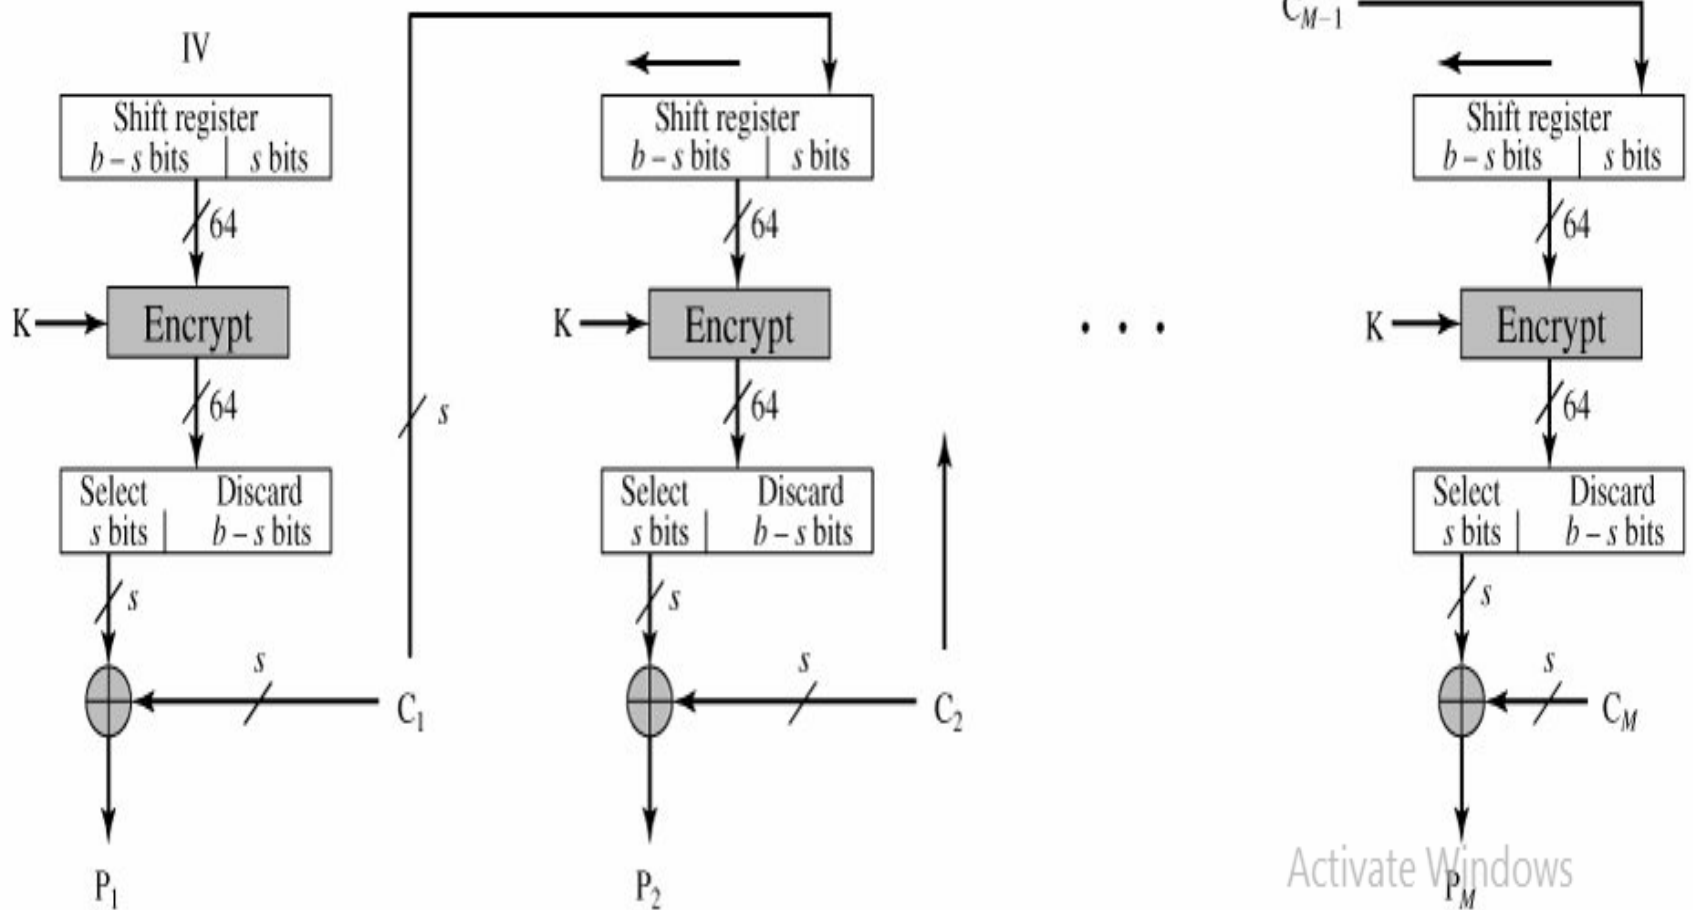 IV
C_{M–1}
Shift register
b – s bits | s bits
Shift register
b – s bits | s bits
Shift register
b – s bits | s bits
64
64
64
K
Encrypt
K
Encrypt
. . .
K
Encrypt
64
s
64
64
Select Discard
s bits | b – s bits
Select Discard
s bits | b – s bits
Select Discard
s bits | b – s bits
s
s
s
s
s
s
C₁
C₂
C_M
Activate Windows
P₁
P₂
P_M